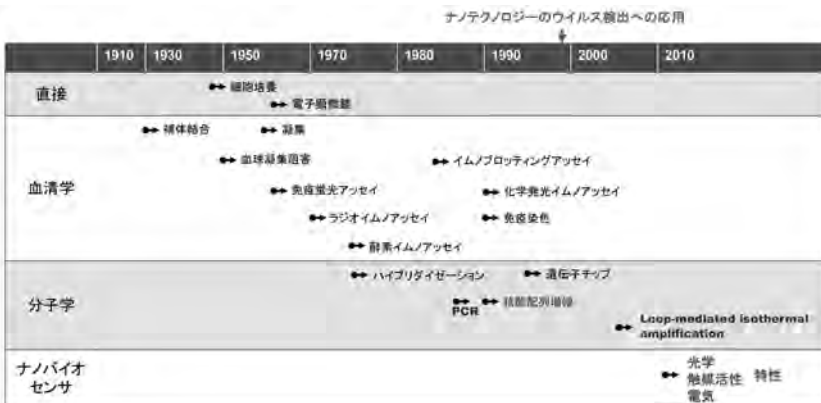 ナノテクノロジーのウイルス検出への応用
1910 1930 1950 1970 1980 1990 2000 2010
直接
細胞培養
電子顕微鏡
血清学
補体結合
凝集
血球凝集阻害
イムノブロッティングアッセイ
免疫蛍光アッセイ
化学発光イムノアッセイ
ラジオイムノアッセイ
免疫染色
酵素イムノアッセイ
分子学
ハイブリダイゼーション
遺伝子チップ
PCR
核酸配列増幅
Loop-mediated isothermal
amplification
ナノバイオ
センサ
光学
触媒活性 特性
電気